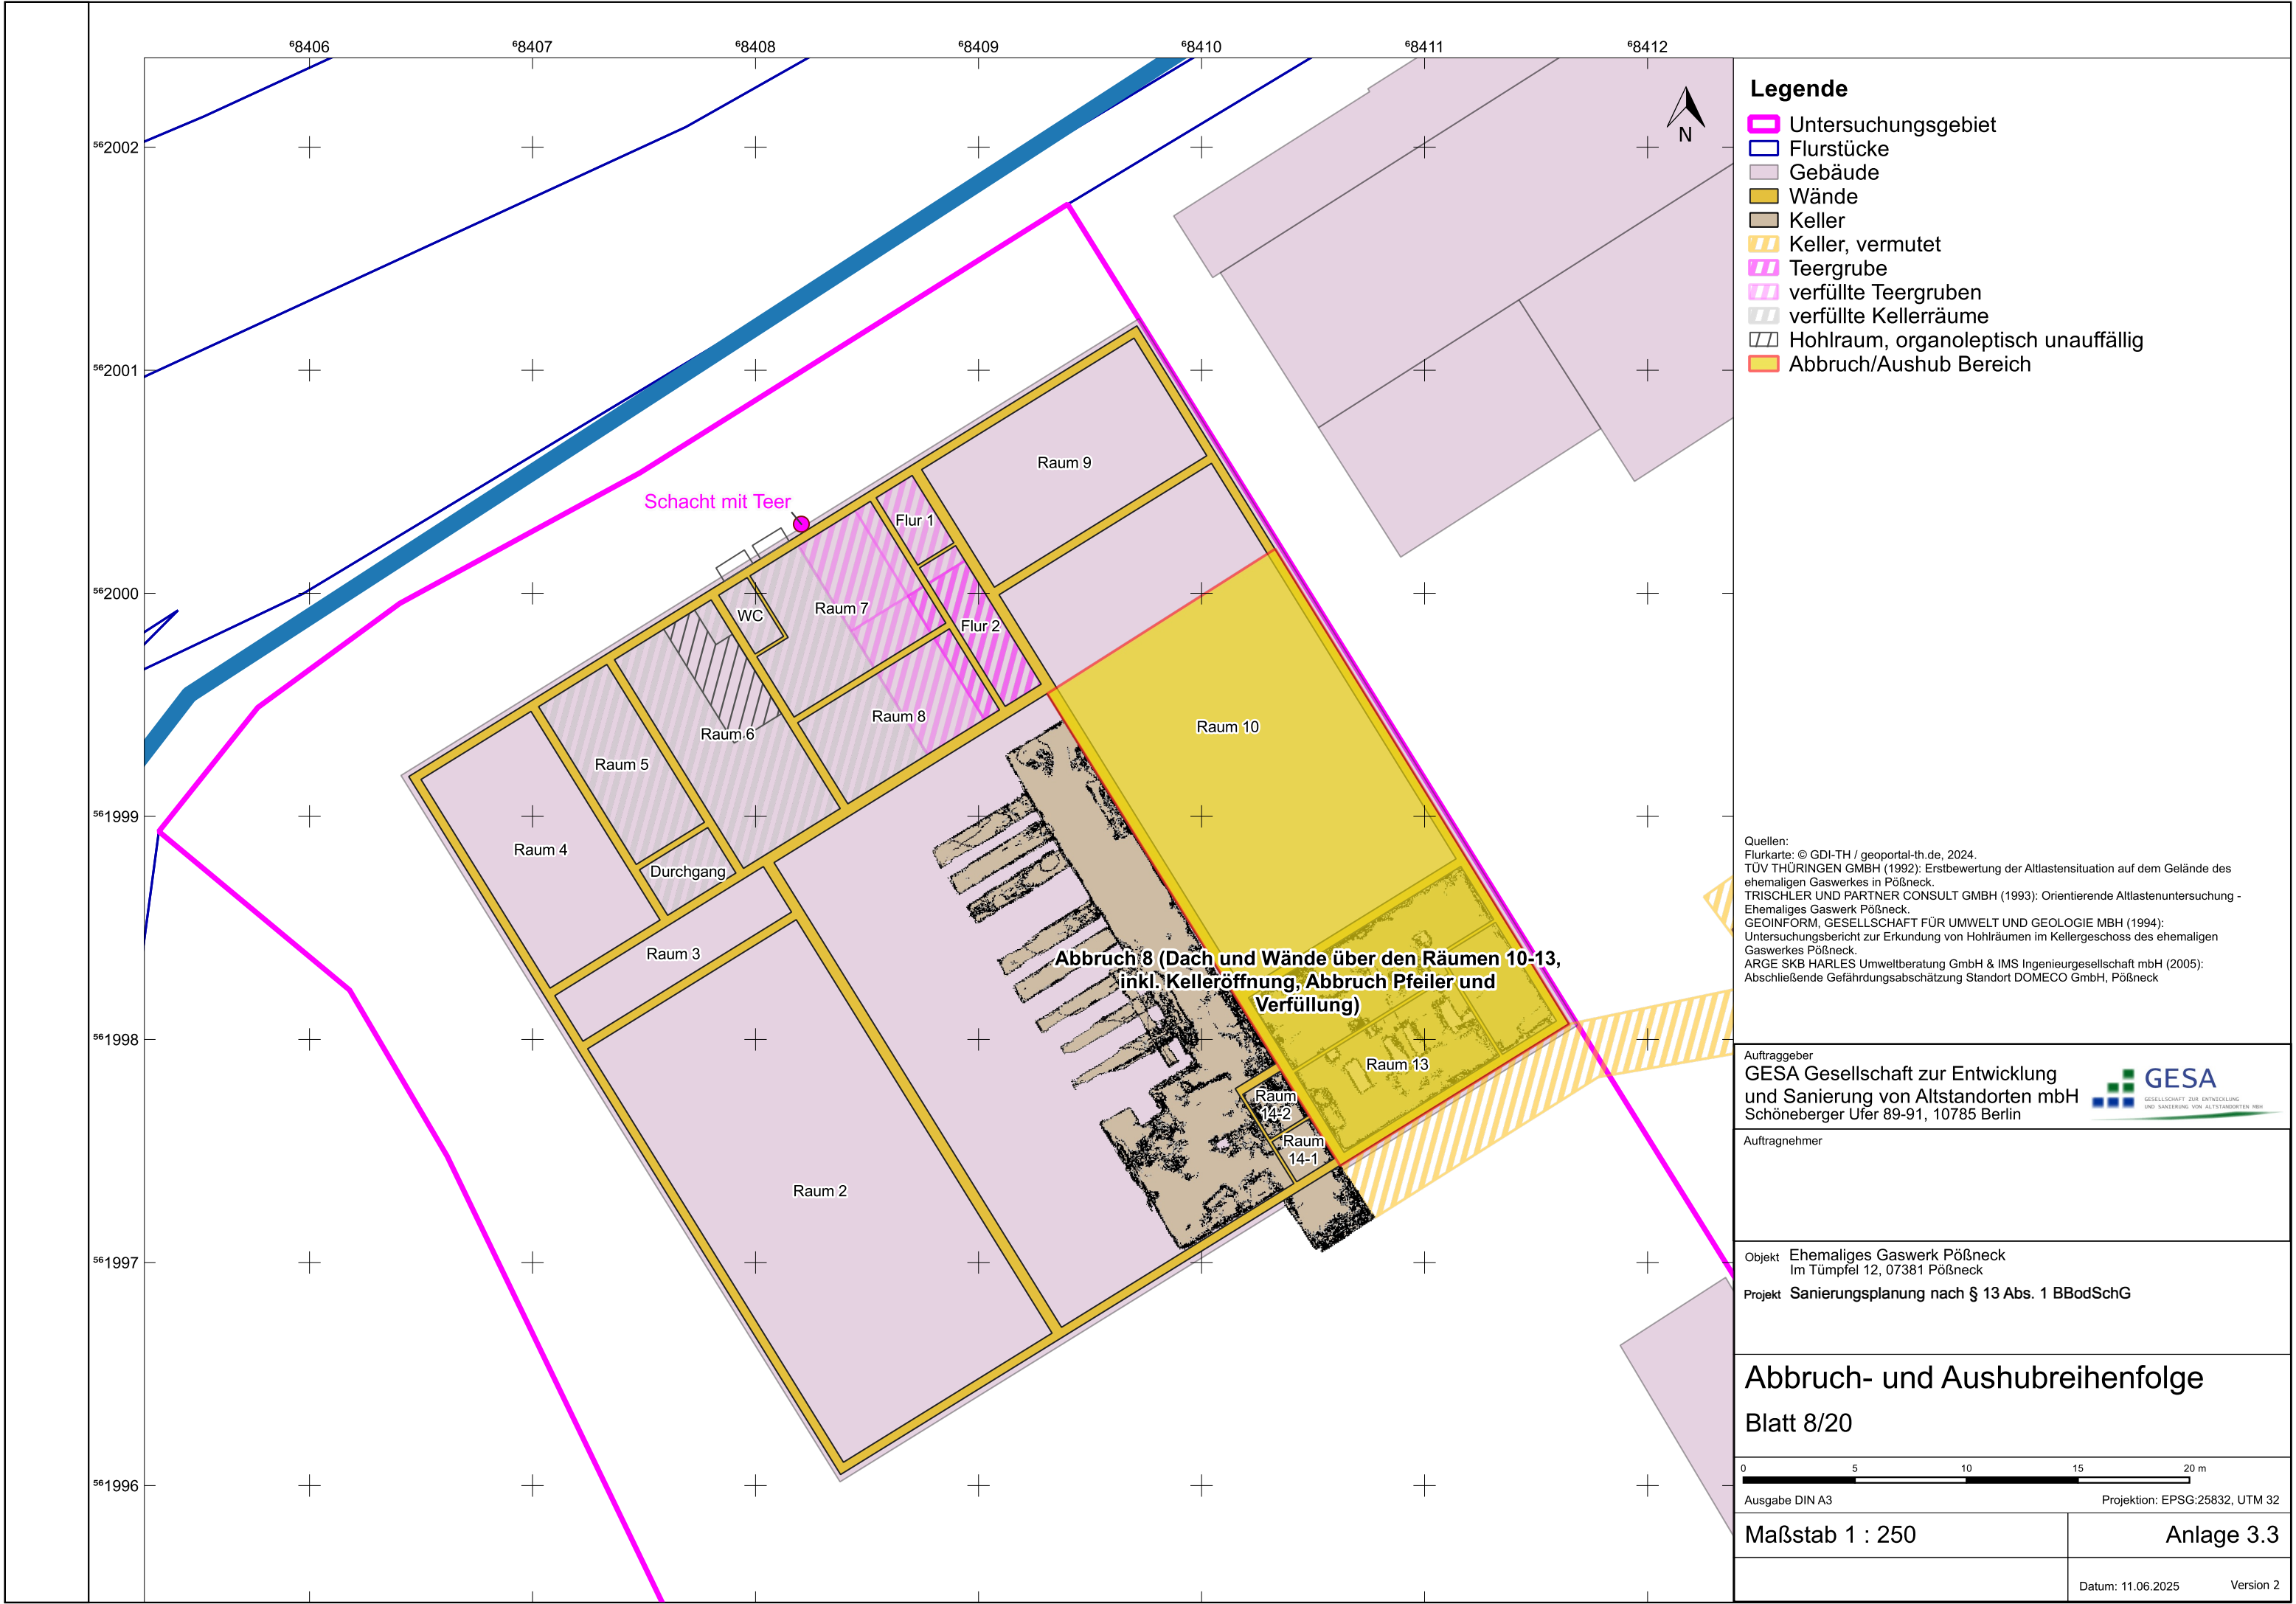 ⁶8406 ⁶8407 ⁶8408 ⁶8409 ⁶8410 ⁶8411 ⁶8412
⁵⁶2002
⁵⁶2001
⁵⁶2000
⁵⁶1999
⁵⁶1998
⁵⁶1997
⁵⁶1996
N
Schacht mit Teer
Raum 9
Flur 1
Raum 7
WC
Flur 2
Raum 8
Raum 6
Raum 5
Raum 10
Raum 4
Durchgang
Raum 3
Abbruch 8 (Dach und Wände über den Räumen 10-13,
inkl. Kelleröffnung, Abbruch Pfeiler und
Verfüllung)
Raum 13
Raum
14-2
Raum
14-1
Raum 2
Legende
Untersuchungsgebiet
Flurstücke
Gebäude
Wände
Keller
Keller, vermutet
Teergrube
verfüllte Teergruben
verfüllte Kellerräume
Hohlraum, organoleptisch unauffällig
Abbruch/Aushub Bereich
Quellen:
Flurkarte: © GDI-TH / geoportal-th.de, 2024.
TÜV THÜRINGEN GMBH (1992): Erstbewertung der Altlastensituation auf dem Gelände des
ehemaligen Gaswerkes in Pößneck.
TRISCHLER UND PARTNER CONSULT GMBH (1993): Orientierende Altlastenuntersuchung -
Ehemaliges Gaswerk Pößneck.
GEOINFORM, GESELLSCHAFT FÜR UMWELT UND GEOLOGIE MBH (1994):
Untersuchungsbericht zur Erkundung von Hohlräumen im Kellergeschoss des ehemaligen
Gaswerkes Pößneck.
ARGE SKB HARLES Umweltberatung GmbH & IMS Ingenieurgesellschaft mbH (2005):
Abschließende Gefährdungsabschätzung Standort DOMECO GmbH, Pößneck
Auftraggeber
GESA Gesellschaft zur Entwicklung
und Sanierung von Altstandorten mbH
Schöneberger Ufer 89-91, 10785 Berlin
GESA
GESELLSCHAFT ZUR ENTWICKLUNG
UND SANIERUNG VON ALTSTANDORTEN MBH
Auftragnehmer
Objekt Ehemaliges Gaswerk Pößneck
Im Tümpfel 12, 07381 Pößneck
Projekt Sanierungsplanung nach § 13 Abs. 1 BBodSchG
Abbruch- und Aushubreihenfolge
Blatt 8/20
0 5 10 15 20 m
Ausgabe DIN A3 Projektion: EPSG:25832, UTM 32
Maßstab 1 : 250 Anlage 3.3
Datum: 11.06.2025 Version 2